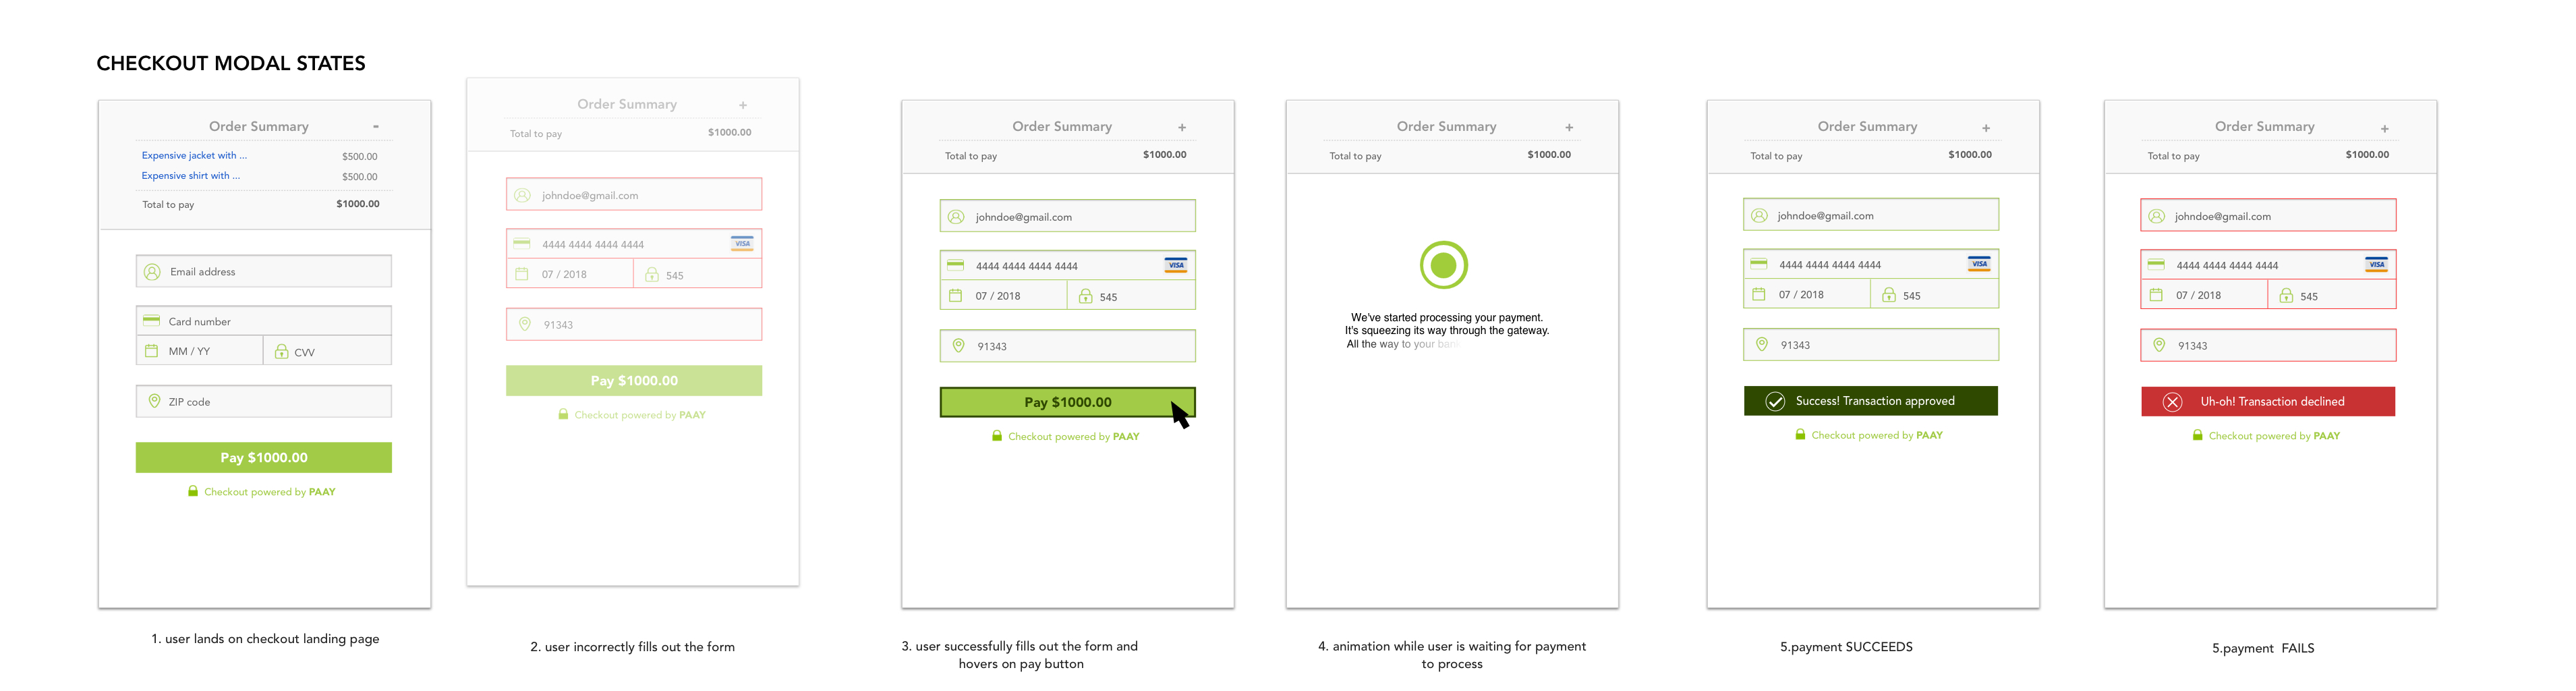 CHECKOUT MODAL STATES
Order Summary -
Expensive jacket with ... $500.00
Expensive shirt with ... $500.00
Total to pay $1000.00
Email address
Card number
MM / YY CVV
ZIP code
Pay $1000.00
Checkout powered by PAAY
1. user lands on checkout landing page
Order Summary +
Total to pay $1000.00
johndoe@gmail.com
4444 4444 4444 4444 VISA
07 / 2018 545
91343
Pay $1000.00
Checkout powered by PAAY
2. user incorrectly fills out the form
Order Summary +
Total to pay $1000.00
johndoe@gmail.com
4444 4444 4444 4444 VISA
07 / 2018 545
91343
Pay $1000.00
Checkout powered by PAAY
3. user successfully fills out the form and
hovers on pay button
Order Summary +
Total to pay $1000.00
We've started processing your payment.
It's squeezing its way through the gateway.
All the way to your bank
4. animation while user is waiting for payment
to process
Order Summary +
Total to pay $1000.00
johndoe@gmail.com
4444 4444 4444 4444 VISA
07 / 2018 545
91343
Success! Transaction approved
Checkout powered by PAAY
5.payment SUCCEEDS
Order Summary +
Total to pay $1000.00
johndoe@gmail.com
4444 4444 4444 4444 VISA
07 / 2018 545
91343
Uh-oh! Transaction declined
Checkout powered by PAAY
5.payment FAILS